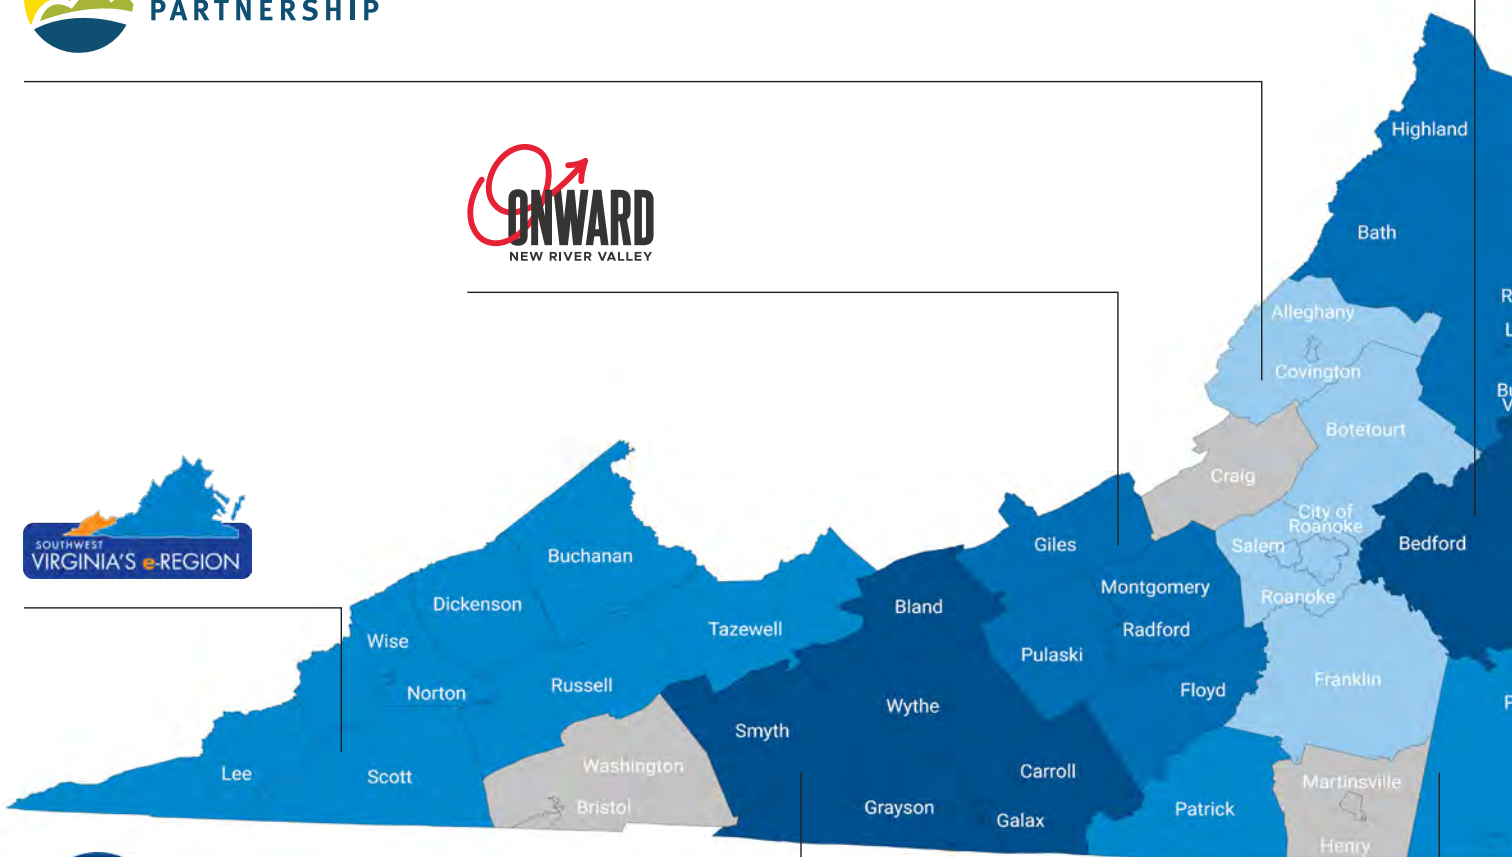 PARTNERSHIP
Highland
ONWARD
NEW RIVER VALLEY
Bath
Alleghany
Covington
Botetourt
Craig
City of
Roanoke
SOUTHWEST
VIRGINIA'S e-REGION
Buchanan
Giles
Salem
Bedford
Dickenson
Bland
Montgomery
Roanoke
Wise
Tazewell
Radford
Pulaski
Norton
Russell
Floyd
Franklin
Smyth
Wythe
Lee
Scott
Washington
Carroll
Martinsville
Bristol
Grayson
Galax
Patrick
Henry